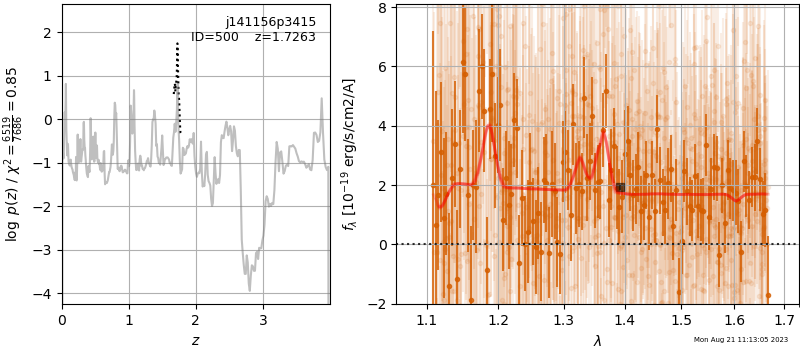 j141156p3415
ID=500 z=1.7263
log p(z) / χ² = 6519/7686 = 0.85
2
1
0
−1
−2
−3
−4
0 1 2 3
z
f_λ [10⁻¹⁹ erg/s/cm2/A]
8
6
4
2
0
−2
1.1 1.2 1.3 1.4 1.5 1.6 1.7
λ
Mon Aug 21 11:13:05 2023